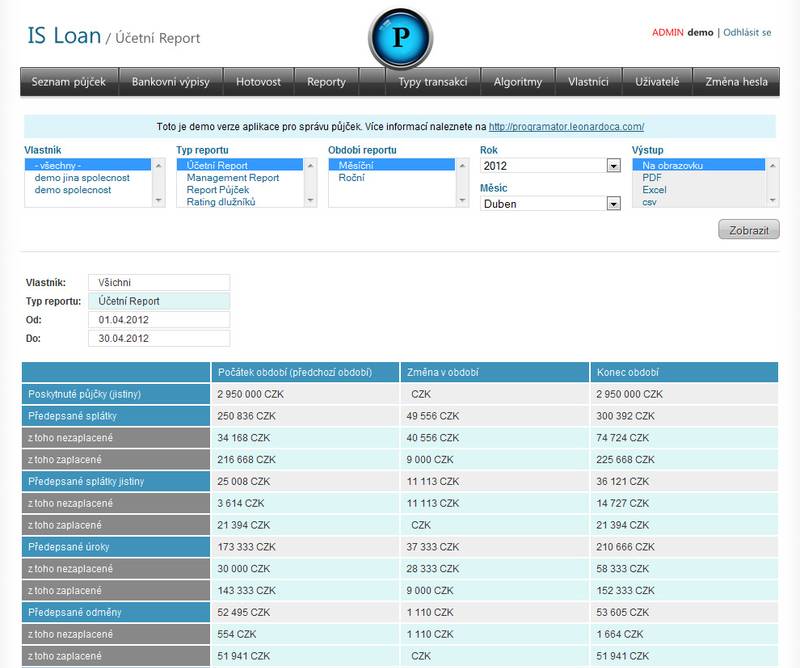 IS Loan / Účetní Report
P
ADMIN demo | Odhlásit se
Seznam půjček Bankovní výpisy Hotovost Reporty Typy transakcí Algoritmy Vlastníci Uživatelé Změna hesla
Toto je demo verze aplikace pro správu půjček. Více informací naleznete na http://programator.leonardoca.com/
Vlastník Typ reportu Období reportu Rok Výstup
- všechny - Účetní Report Měsíční 2012 Na obrazovku
demo jina spolecnost Management Report Roční PDF
demo spolecnost Report Půjček Měsíc Excel
Rating dlužníků Duben csv
Zobrazit
Vlastník: Všichni
Typ reportu: Účetní Report
Od: 01.04.2012
Do: 30.04.2012
Počátek období (předchozí období) Změna v období Konec období
Poskytnuté půjčky (jistiny) 2 950 000 CZK CZK 2 950 000 CZK
Předepsané splátky 250 836 CZK 49 556 CZK 300 392 CZK
z toho nezaplacené 34 168 CZK 40 556 CZK 74 724 CZK
z toho zaplacené 216 668 CZK 9 000 CZK 225 668 CZK
Předepsané splátky jistiny 25 008 CZK 11 113 CZK 36 121 CZK
z toho nezaplacené 3 614 CZK 11 113 CZK 14 727 CZK
z toho zaplacené 21 394 CZK CZK 21 394 CZK
Předepsané úroky 173 333 CZK 37 333 CZK 210 666 CZK
z toho nezaplacené 30 000 CZK 28 333 CZK 58 333 CZK
z toho zaplacené 143 333 CZK 9 000 CZK 152 333 CZK
Předepsané odměny 52 495 CZK 1 110 CZK 53 605 CZK
z toho nezaplacené 554 CZK 1 110 CZK 1 664 CZK
z toho zaplacené 51 941 CZK CZK 51 941 CZK